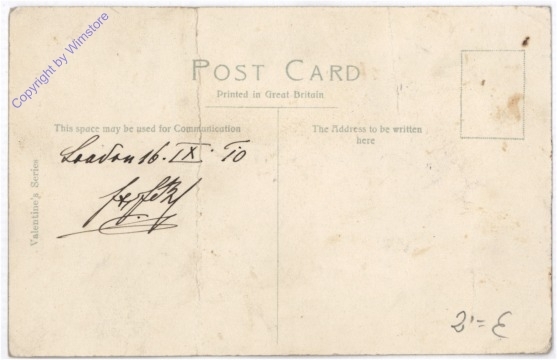 Copyright by Wimstore
POST CARD
Printed in Great Britain
This space may be used for Communication
The Address to be written
here
London 16. IX. 10
Valentine's Series